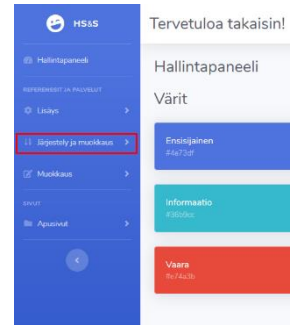 HS&S
Tervetuloa takaisin!
Hallintapaneeli
REFERENSSIT JA PALVELUT
Lisäys
Järjestely ja muokkaus
Muokkaus
SIVUT
Apusivut
Hallintapaneeli
Värit
Ensisijainen
#4e73df
Informaatio
#36b9cc
Vaara
#e74a3b